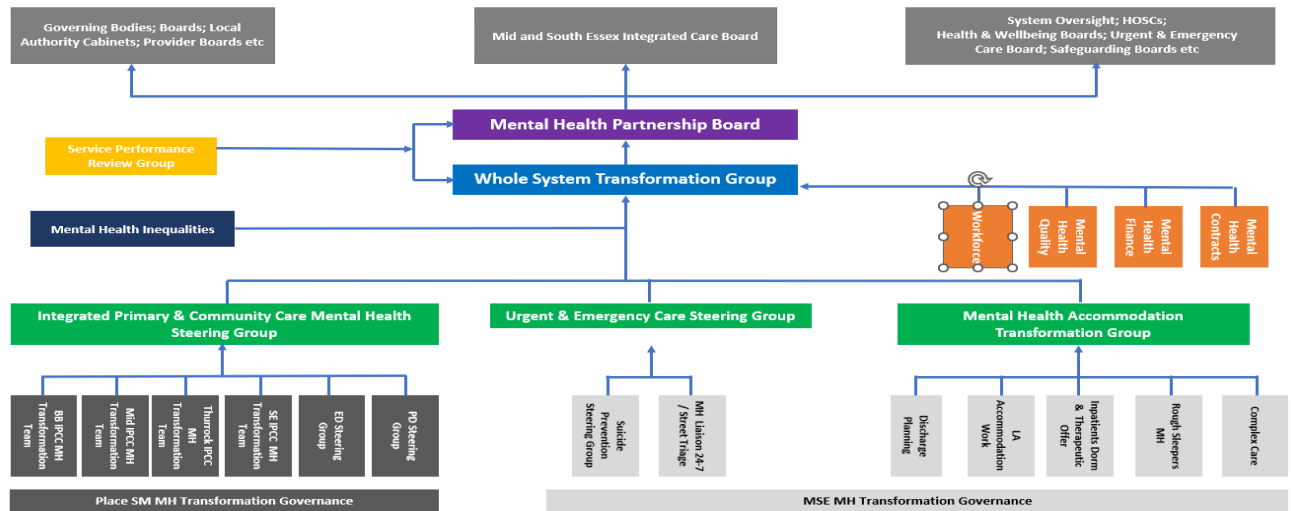 Governing Bodies; Boards; Local
Authority Cabinets; Provider Boards etc
Mid and South Essex Integrated Care Board
System Oversight; HOSCs;
Health & Wellbeing Boards; Urgent & Emergency
Care Board; Safeguarding Boards etc
Mental Health Partnership Board
Service Performance
Review Group
Whole System Transformation Group
Mental Health Inequalities
Workforce
Mental
Health
Quality
Mental
Health
Finance
Mental
Health
Contracts
Integrated Primary & Community Care Mental Health
Steering Group
Urgent & Emergency Care Steering Group
Mental Health Accommodation
Transformation Group
BB IPCC MH
Transformation
Team
Mid IPCC MH
Transformation
Team
Thurrock IPCC
MH
Transformation
Team
SE IPCC MH
Transformation
Team
ED Steering
Group
PD Steering
Group
Suicide
Prevention
Steering Group
MH Liaison 24-7
/ Street Triage
Discharge
Planning
LA
Accommodation
Work
Inpatients Dorm
& Therapeutic
Offer
Rough Sleepers
MH
Complex Care
Place SM MH Transformation Governance
MSE MH Transformation Governance